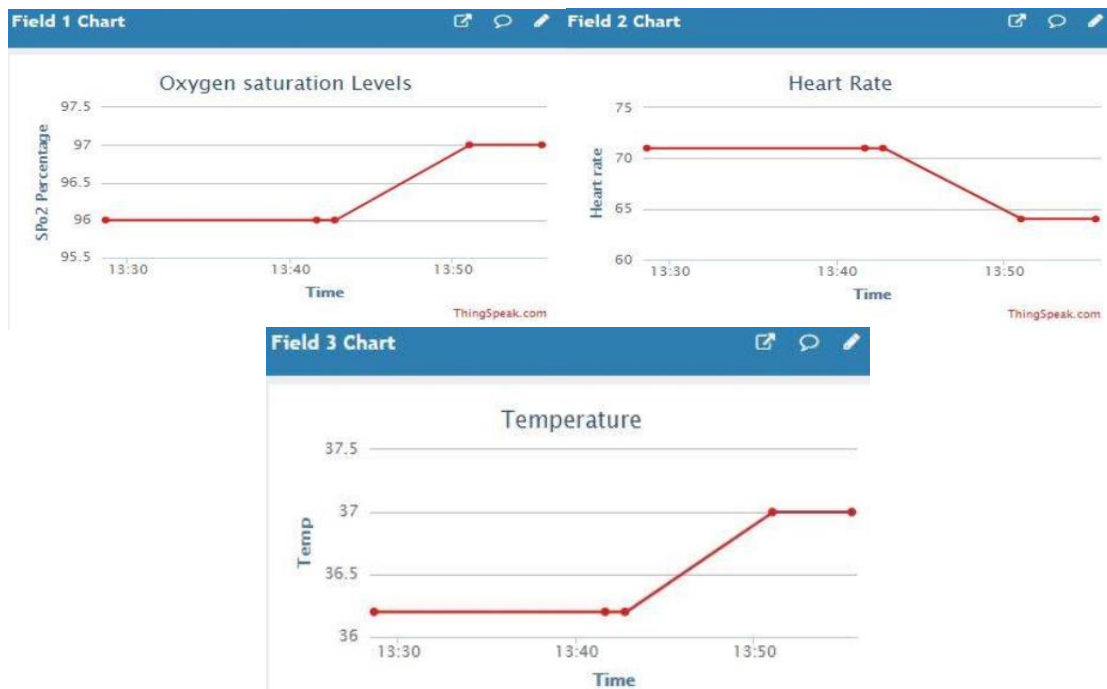 Field 1 Chart
Oxygen saturation Levels
97.5
97
96.5
96
95.5
SPo2 Percentage
13:30 13:40 13:50
Time
ThingSpeak.com
Field 2 Chart
Heart Rate
75
70
65
60
Heart rate
13:30 13:40 13:50
Time
ThingSpeak.com
Field 3 Chart
Temperature
37.5
37
36.5
36
Temp
13:30 13:40 13:50
Time